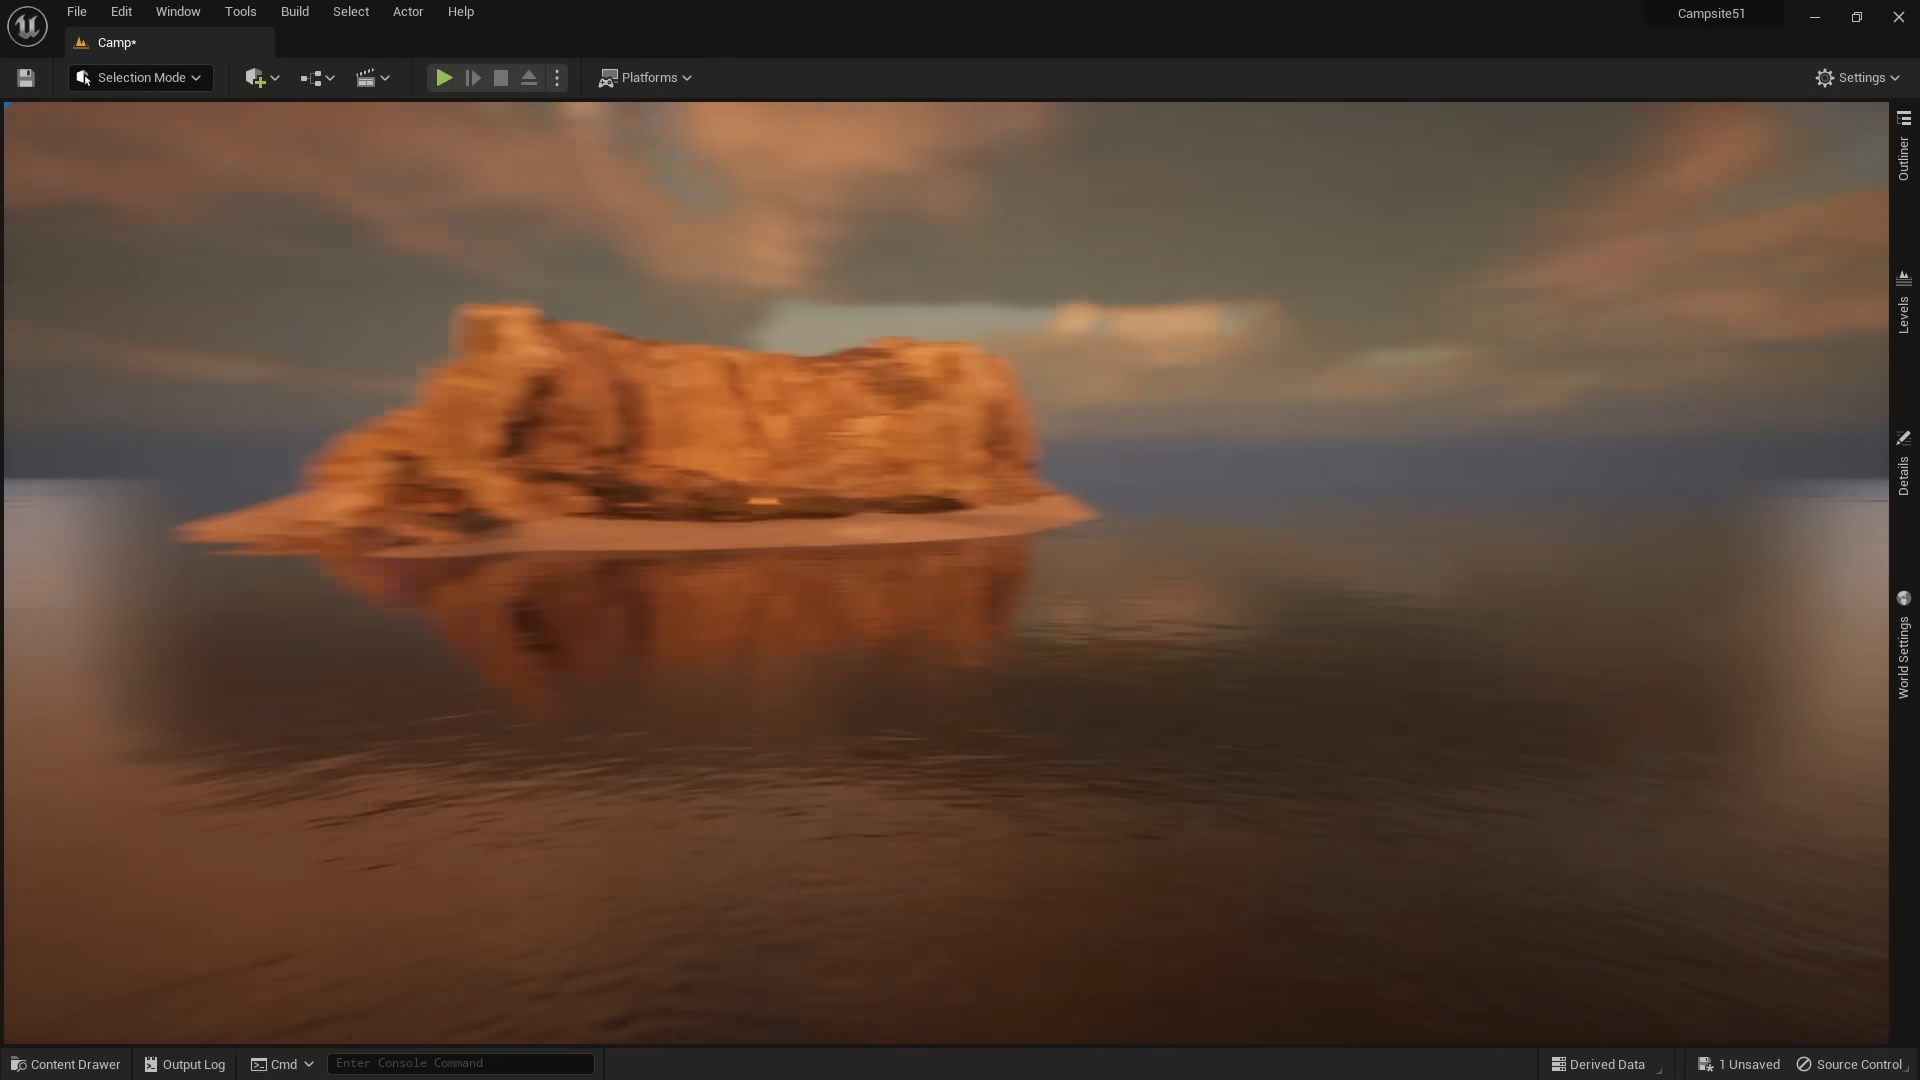 File Edit Window Tools Build Select Actor Help
Campsite51
Camp*
Selection Mode
Platforms
Settings
Outliner
Levels
Details
World Settings
Content Drawer
Output Log
Cmd
Enter Console Command
Derived Data
1 Unsaved
Source Control